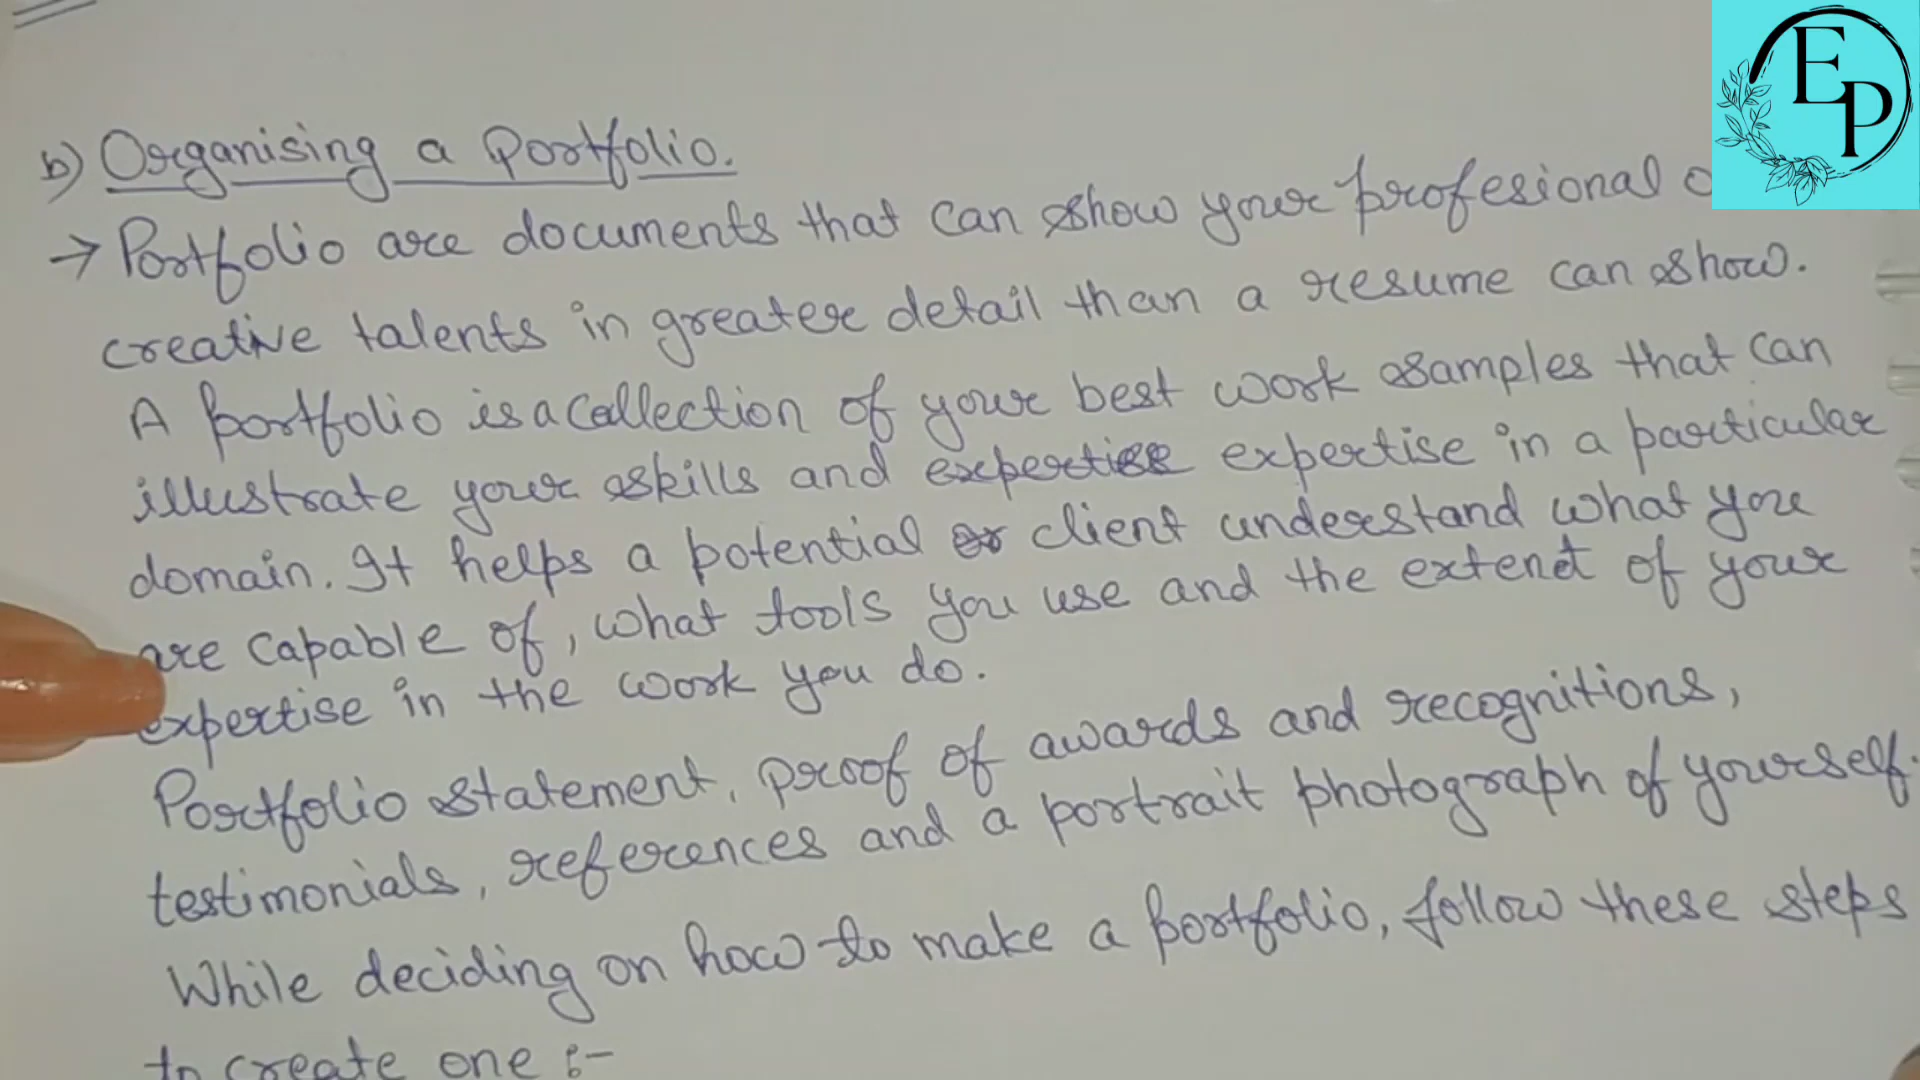 b) Organising a Portfolio.
→ Portfolio are documents that can show your profesional
creative talents in greater detail than a resume can show.
A portfolio is a collection of your best work samples that can
illustrate your skills and expertise expertise in a particular
domain. It helps a potential or client understand what you
are capable of, what tools you use and the extent of your
expertise in the work you do.
Portfolio statement, proof of awards and recognitions,
testimonials, references and a portrait photograph of yourself.
While deciding on how to make a portfolio, follow these steps
to create one :-
EP